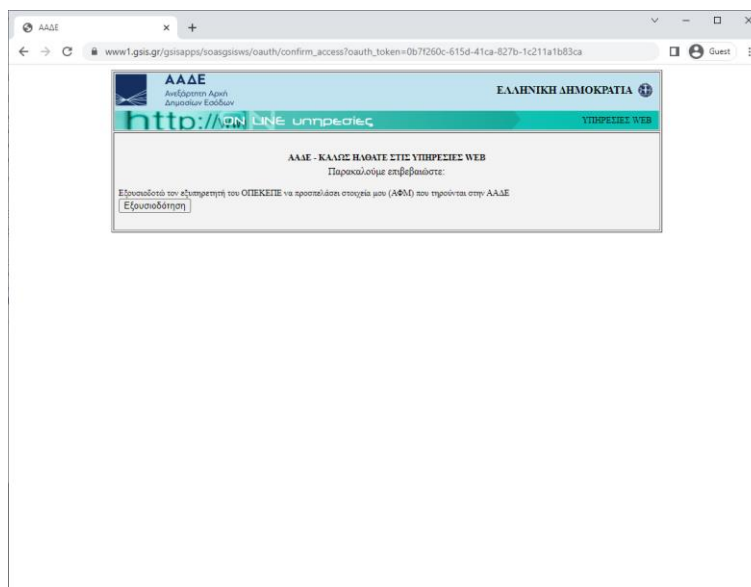 ΑΑΔΕ
www1.gsis.gr/gsisapps/soasgsisws/oauth/confirm_access?oauth_token=0b7f260c-615d-41ca-827b-1c211a1b83ca
Guest
ΑΑΔΕ
Ανεξάρτητη Αρχή
Δημοσίων Εσόδων
ΕΛΛΗΝΙΚΗ ΔΗΜΟΚΡΑΤΙΑ
http://
ON LINE υπηρεσίες
ΥΠΗΡΕΣΙΕΣ WEB
ΑΑΔΕ - ΚΑΛΩΣ ΗΛΘΑΤΕ ΣΤΙΣ ΥΠΗΡΕΣΙΕΣ WEB
Παρακαλούμε επιβεβαιώστε:
Εξουσιοδοτώ τον εξυπηρετητή του ΟΠΕΚΕΠΕ να προσπελάσει στοιχεία μου (ΑΦΜ) που τηρούνται στην ΑΑΔΕ
Εξουσιοδότηση